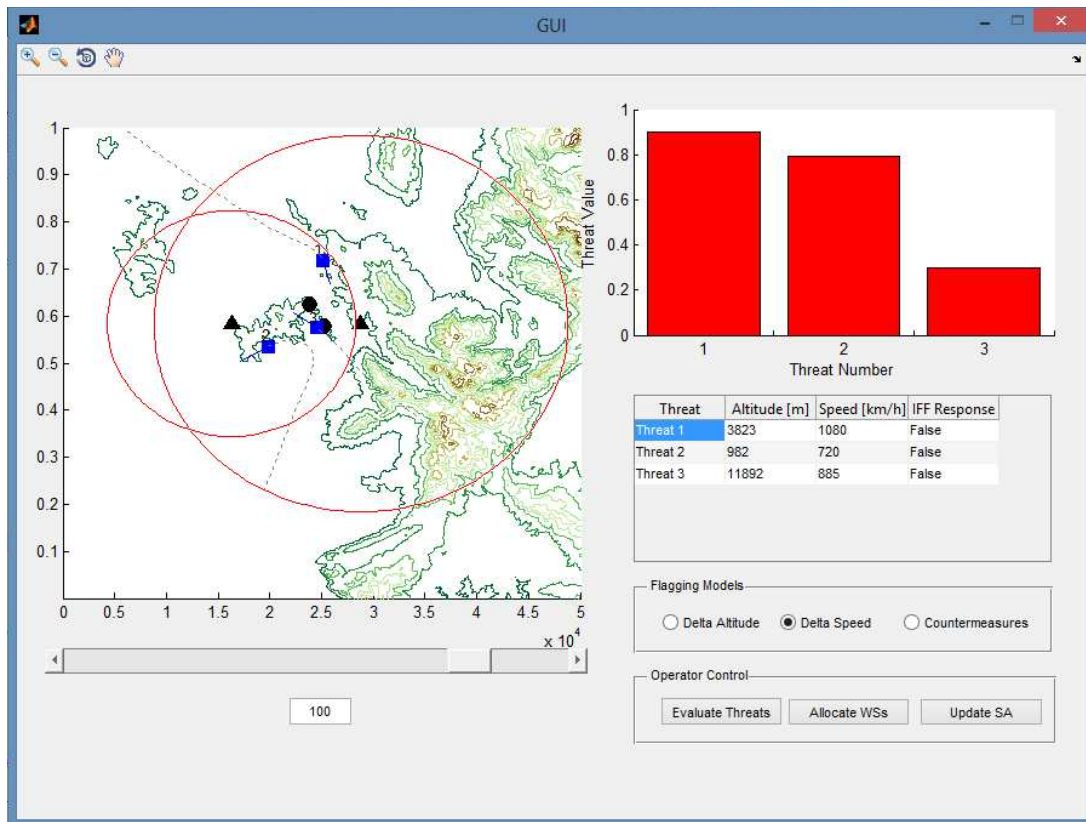 GUI
1
0.9
0.8
0.7
0.6
0.5
0.4
0.3
0.2
0.1
2
0 0.5 1 1.5 2 2.5 3 3.5 4 4.5 5
x 10^4
100
1
0.8
0.6
0.4
0.2
0
Threat Value
1 2 3
Threat Number
Threat Altitude [m] Speed [km/h] IFF Response
Threat 1 3823 1080 False
Threat 2 982 720 False
Threat 3 11892 885 False
Flagging Models
Delta Altitude Delta Speed Countermeasures
Operator Control
Evaluate Threats Allocate WSs Update SA